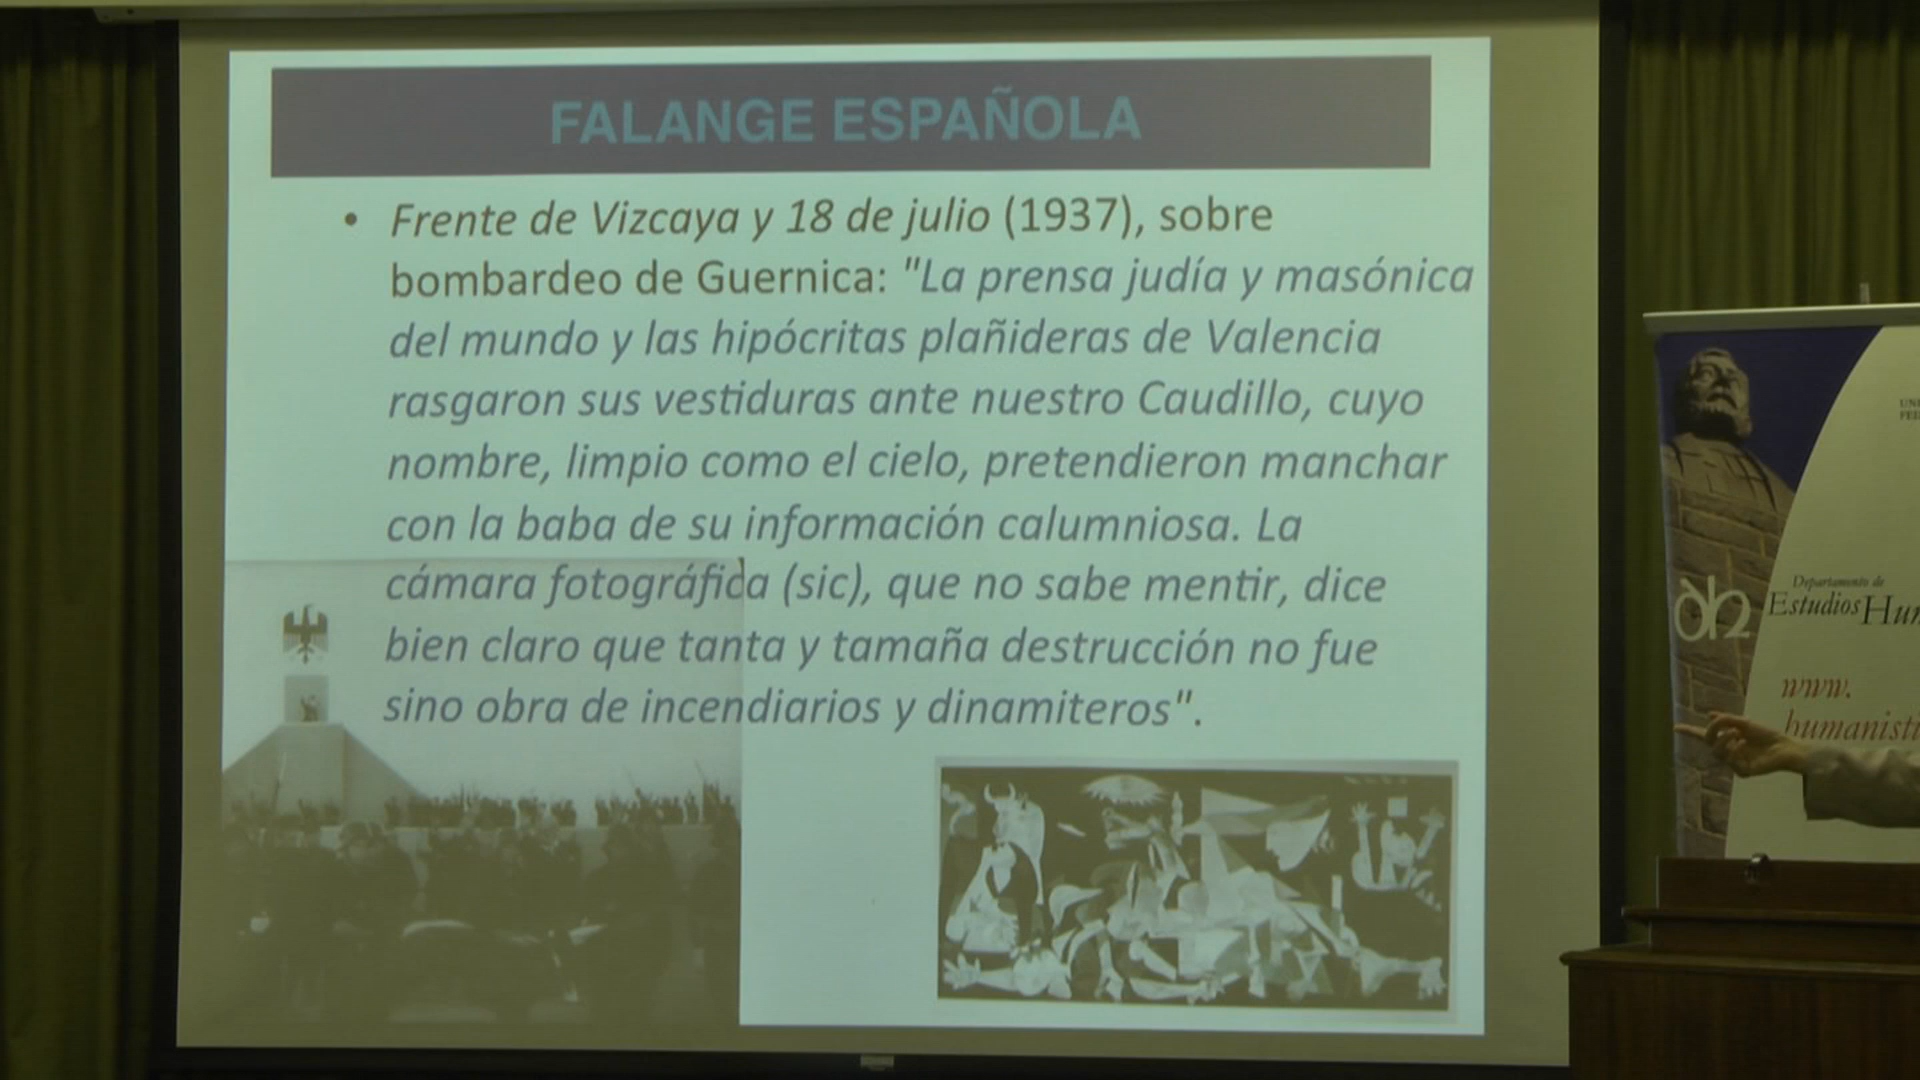 FALANGE ESPAÑOLA
• Frente de Vizcaya y 18 de julio (1937), sobre
bombardeo de Guernica: "La prensa judía y masónica
del mundo y las hipócritas plañideras de Valencia
rasgaron sus vestiduras ante nuestro Caudillo, cuyo
nombre, limpio como el cielo, pretendieron manchar
con la baba de su información calumniosa. La
cámara fotográfica (sic), que no sabe mentir, dice
bien claro que tanta y tamaña destrucción no fue
sino obra de incendiarios y dinamiteros".
Departamento de
Estudios Hu
www.
humanisti